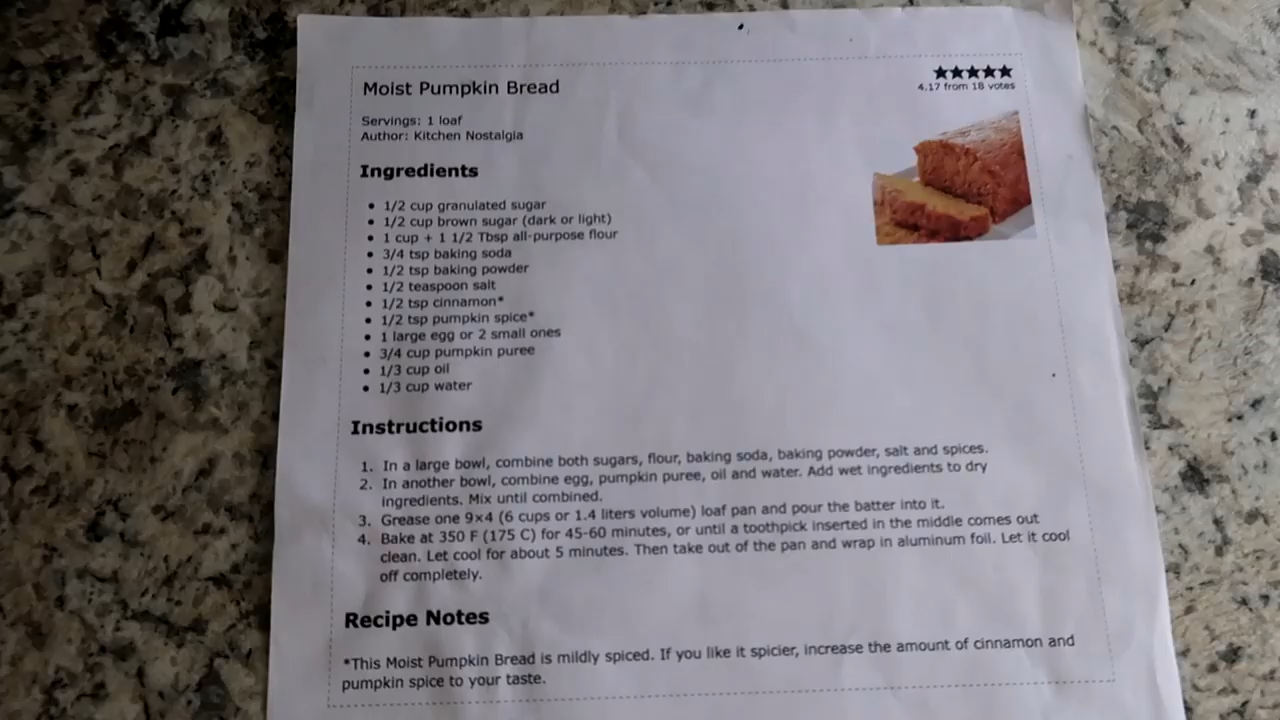 ★★★★★
Moist Pumpkin Bread
4.17 from 18 votes
Servings: 1 loaf
Author: Kitchen Nostalgia
Ingredients
• 1/2 cup granulated sugar
• 1/2 cup brown sugar (dark or light)
• 1 cup + 1 1/2 Tbsp all-purpose flour
• 3/4 tsp baking soda
• 1/2 tsp baking powder
• 1/2 teaspoon salt
• 1/2 tsp cinnamon*
• 1/2 tsp pumpkin spice*
• 1 large egg or 2 small ones
• 3/4 cup pumpkin puree
• 1/3 cup oil
• 1/3 cup water
Instructions
1. In a large bowl, combine both sugars, flour, baking soda, baking powder, salt and spices.
2. In another bowl, combine egg, pumpkin puree, oil and water. Add wet ingredients to dry
ingredients. Mix until combined.
3. Grease one 9×4 (6 cups or 1.4 liters volume) loaf pan and pour the batter into it.
4. Bake at 350 F (175 C) for 45-60 minutes, or until a toothpick inserted in the middle comes out
clean. Let cool for about 5 minutes. Then take out of the pan and wrap in aluminum foil. Let it cool
off completely.
Recipe Notes
*This Moist Pumpkin Bread is mildly spiced. If you like it spicier, increase the amount of cinnamon and
pumpkin spice to your taste.